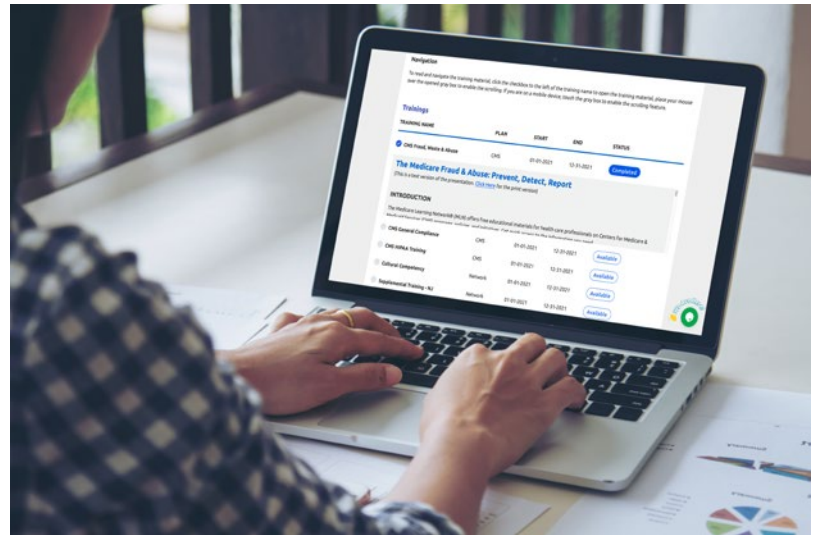 Navigation
To read and navigate the training material, click the checkbox to the left of the training name to open the training material, place your mouse
over the opened gray box to enable the scrolling. If you are on a mobile device, touch the gray box to enable the scrolling feature.
Trainings
TRAINING NAME PLAN START END STATUS
CMS Fraud, Waste & Abuse CMS 01-01-2021 12-31-2021 Completed
The Medicare Fraud & Abuse: Prevent, Detect, Report
(This is a text version of the presentation. Click Here for the print version)
INTRODUCTION
The Medicare Learning Network® (MLN) offers free educational materials for health care professionals on Centers for Medicare &
CMS General Compliance CMS 01-01-2021 12-31-2021 Available
CMS HIPAA Training CMS 01-01-2021 12-31-2021 Available
Cultural Competency Network 01-01-2021 12-31-2021 Available
Supplemental Training - NJ Network 01-01-2021 12-31-2021 Available